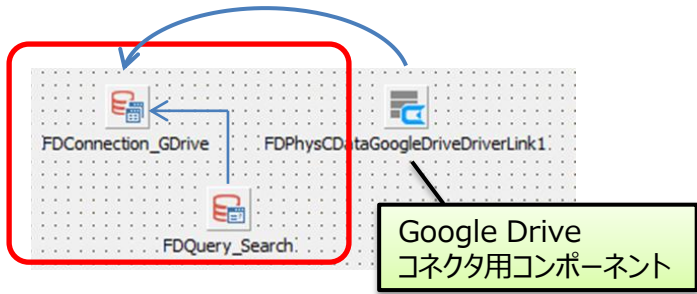 FDConnection_GDrive
FDPhysCDataGoogleDriveDriverLink1
FDQuery_Search
Google Drive
コネクタ用コンポーネント